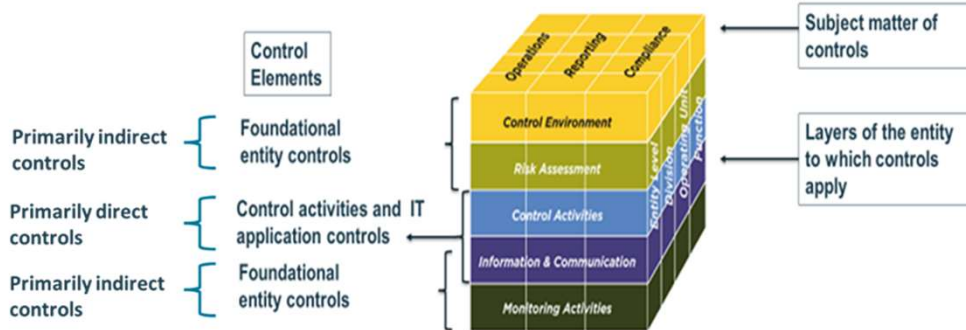 Control
Elements
Primarily indirect
controls
Foundational
entity controls
Primarily direct
controls
Control activities and IT
application controls
Primarily indirect
controls
Foundational
entity controls
Operations
Reporting
Compliance
Control Environment
Risk Assessment
Control Activities
Information & Communication
Monitoring Activities
Entity Level
Division
Operating Unit
Function
Subject matter of
controls
Layers of the entity
to which controls
apply